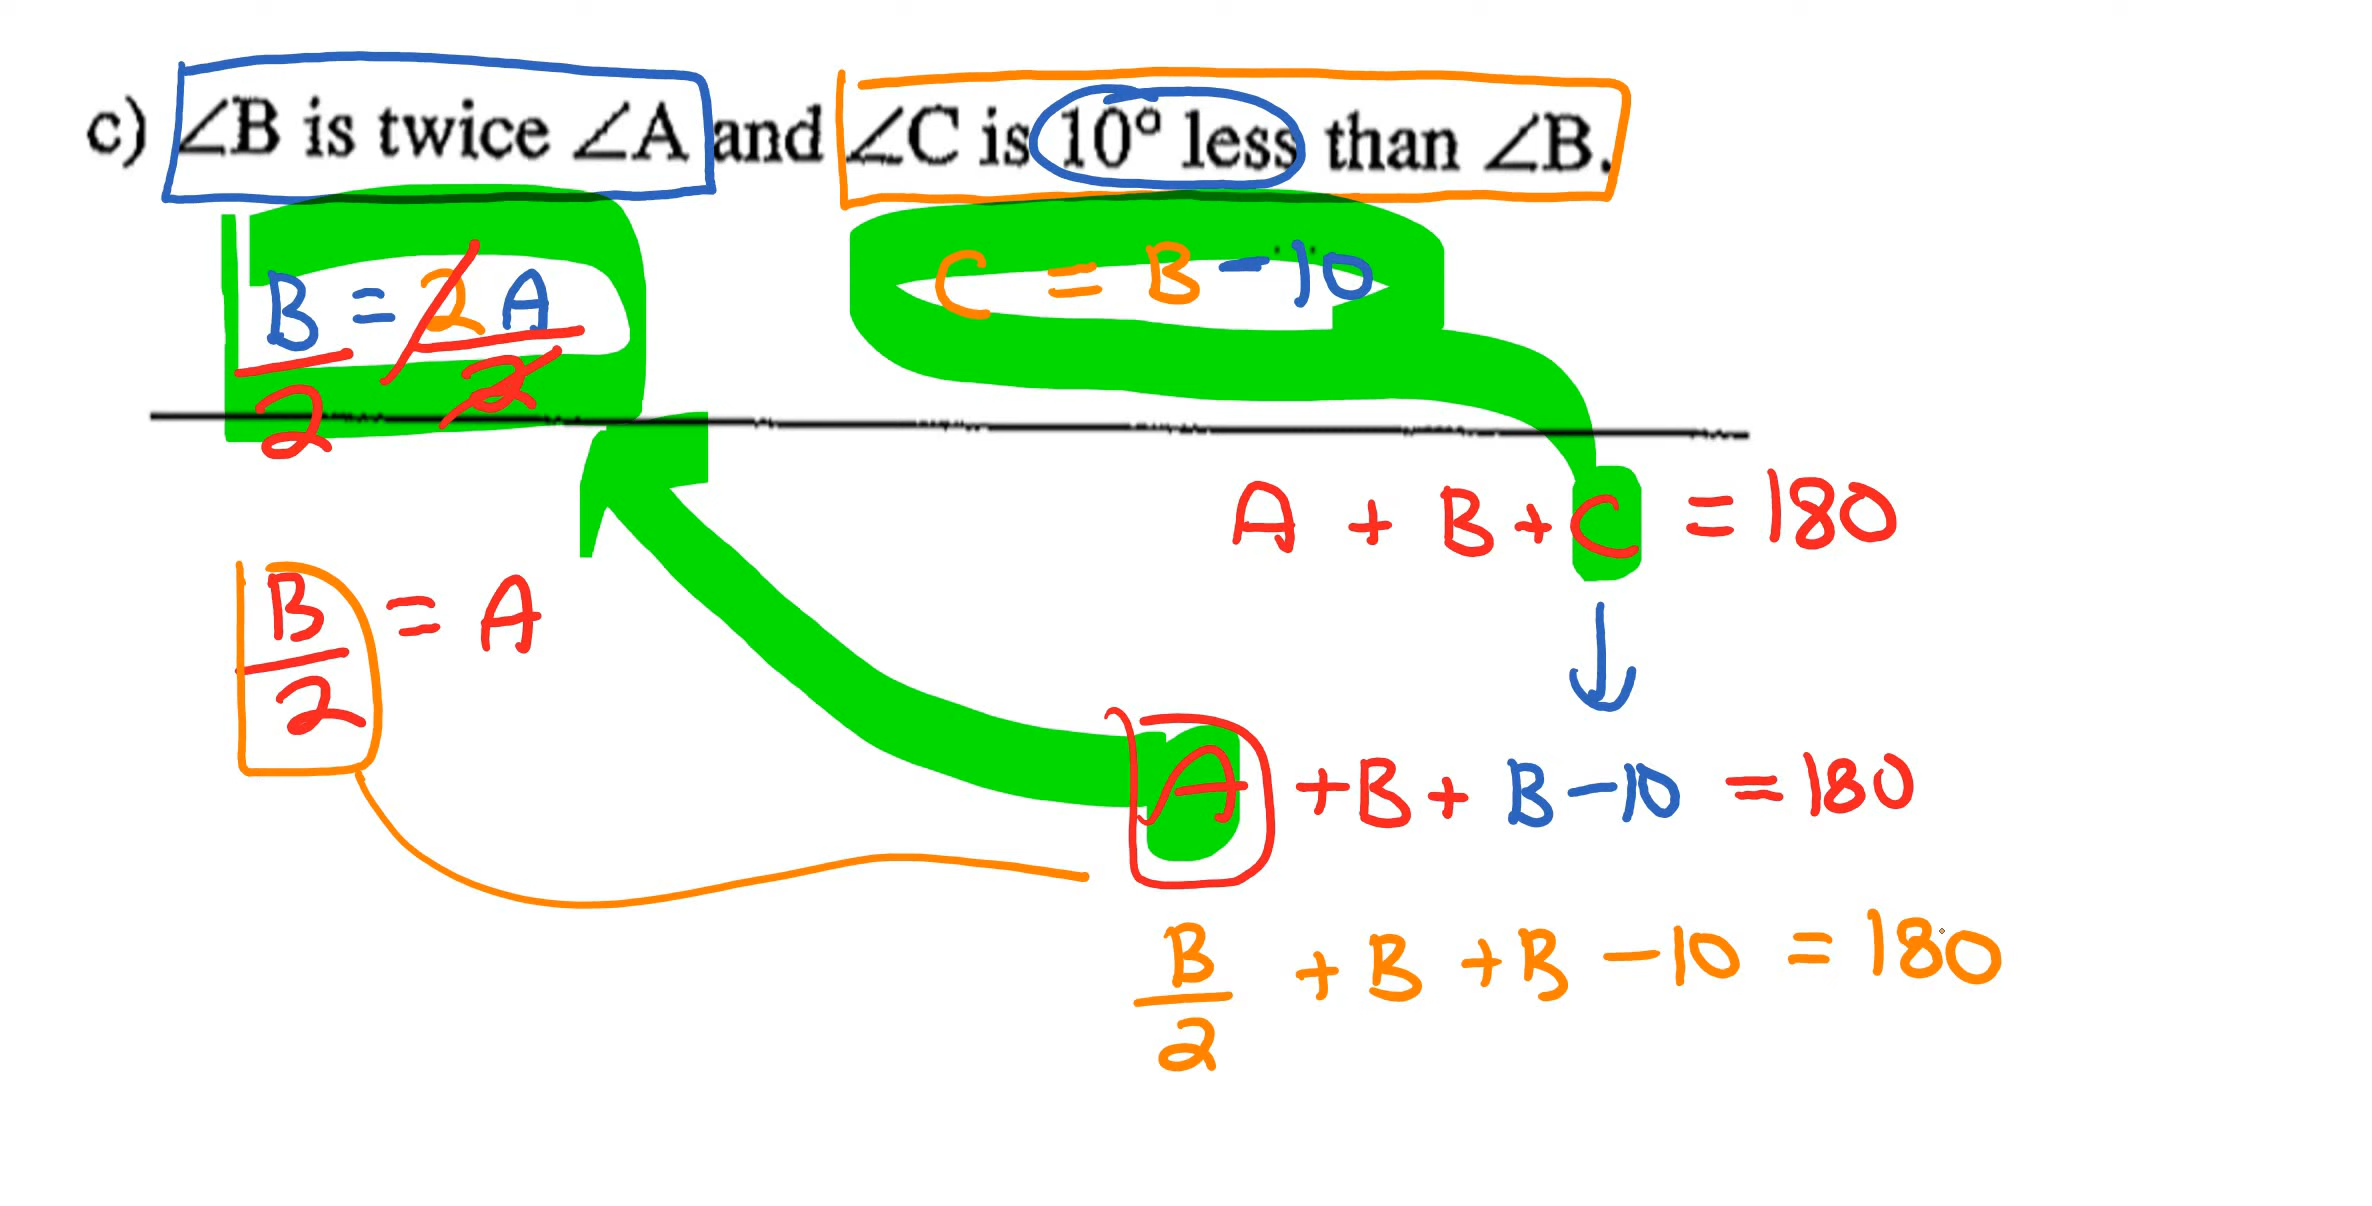 c) ∠B is twice ∠A and ∠C is 10° less than ∠B.
B = 2A C = B - 10
2 2
A + B + C = 180
B/2 = A
A + B + B - 10 = 180
B/2 + B + B - 10 = 180